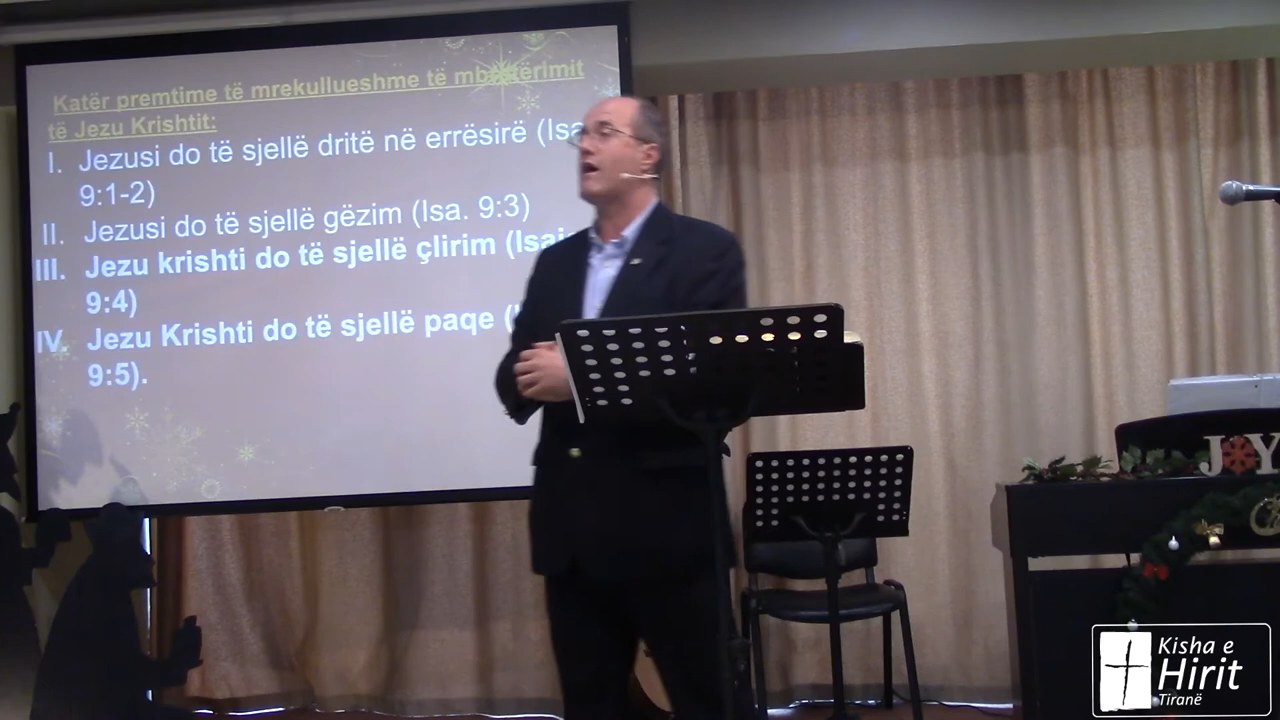 Katër premtime të mrekullueshme të
të Jezu Krishtit:
I. Jezusi do të sjellë dritë në errësirë (Isa
9:1-2)
II. Jezusi do të sjellë gëzim (Isa. 9:3)
III. Jezu krishti do të sjellë çlirim (Isaia
9:4)
IV. Jezu Krishti do të sjellë paqe (
9:5).
JOY
Kisha e
Hirit
Tiranë